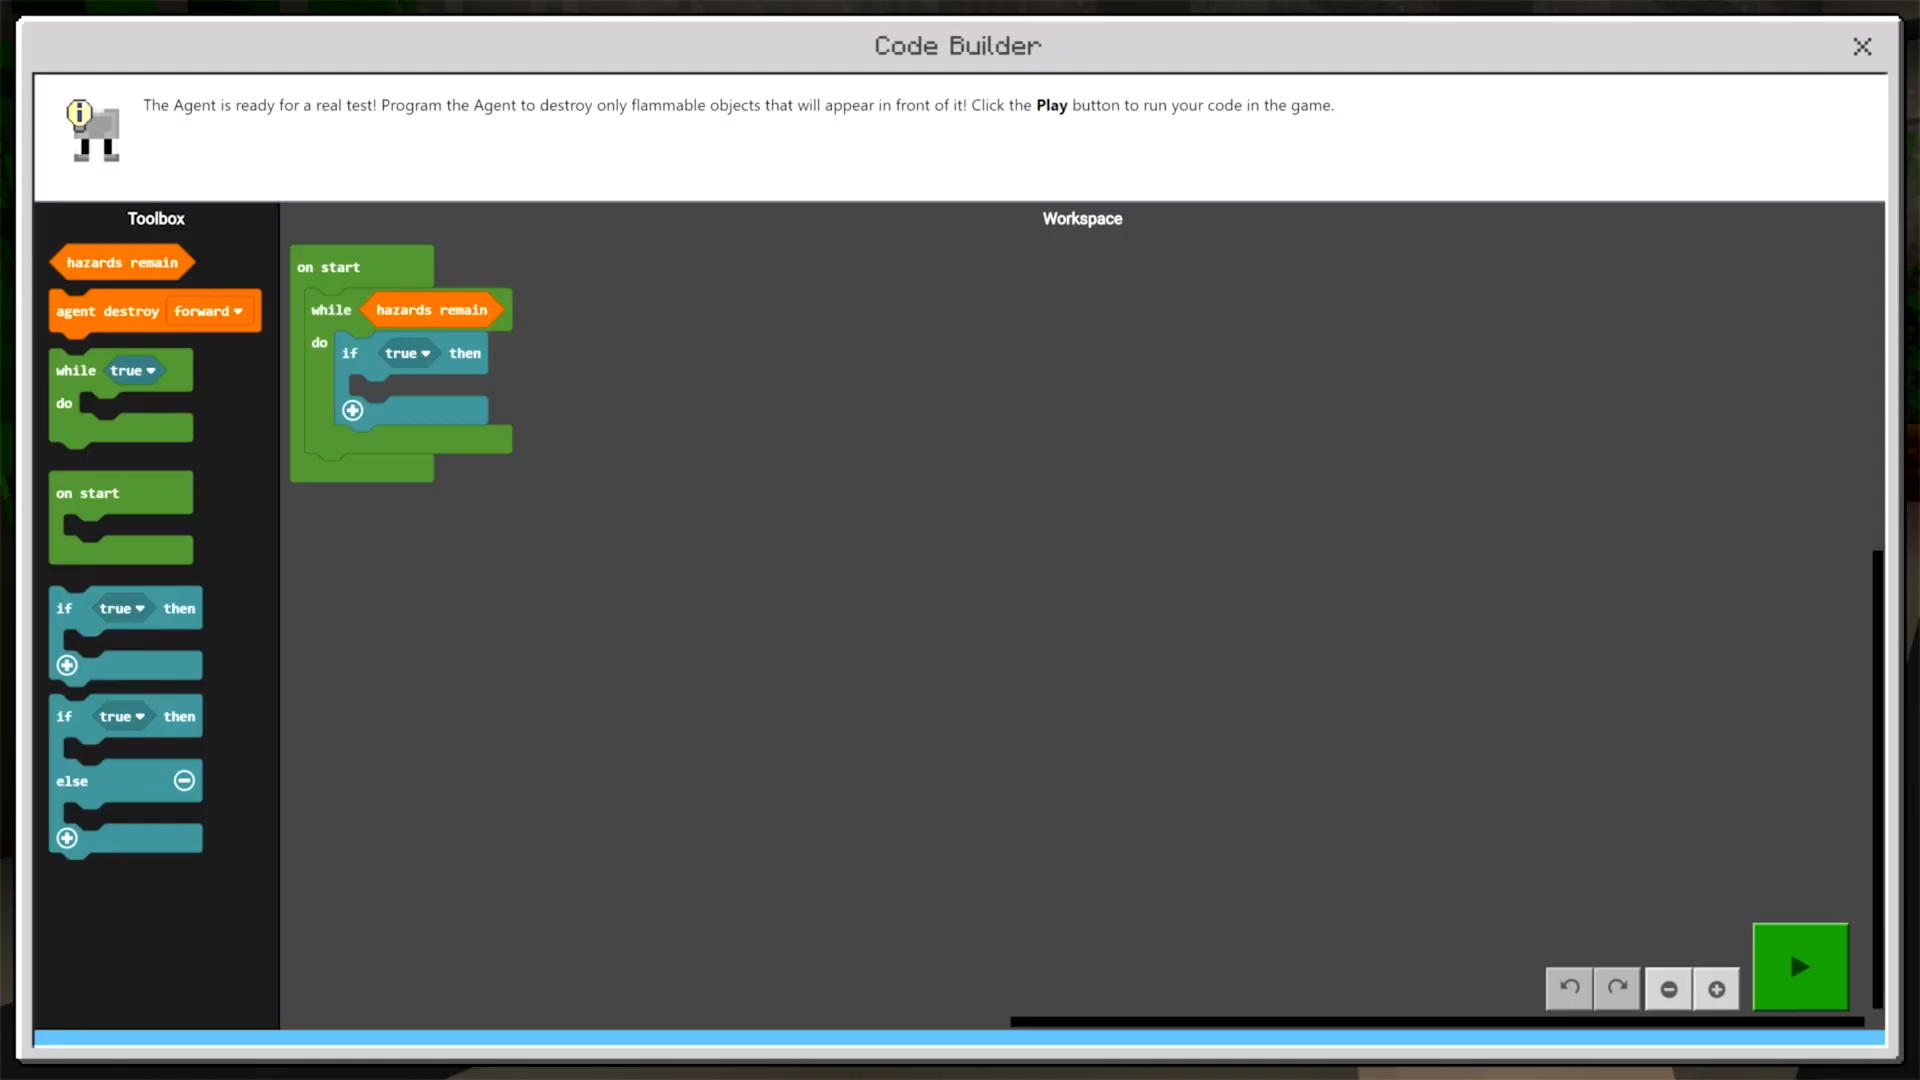 Code Builder
The Agent is ready for a real test! Program the Agent to destroy only flammable objects that will appear in front of it! Click the Play button to run your code in the game.
Toolbox
hazards remain
agent destroy forward
while true
do
on start
if true then
if true then
else
Workspace
on start
while hazards remain
do
if true then